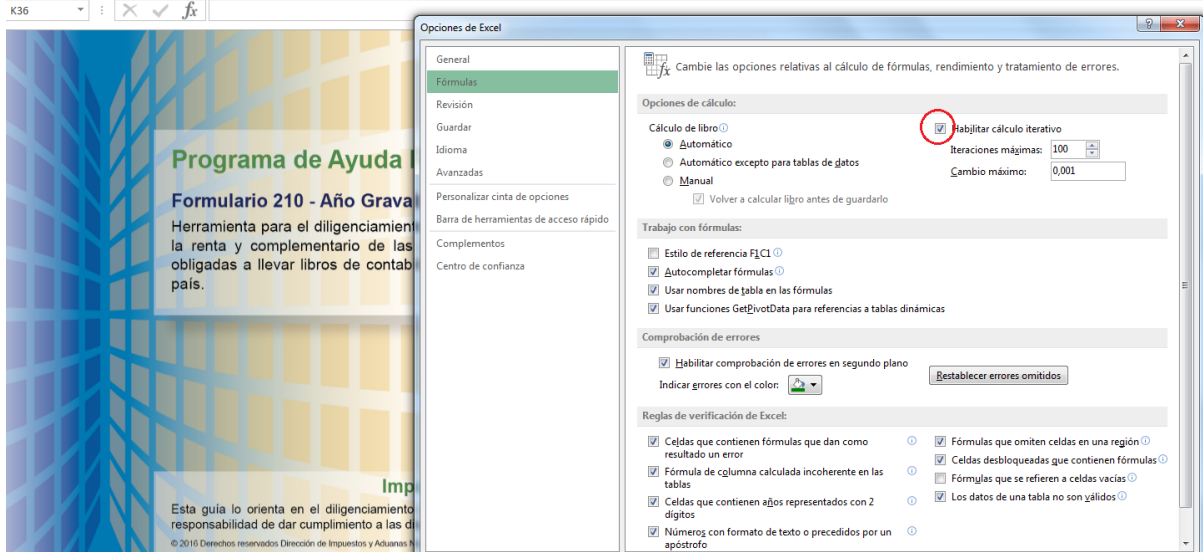 K36
fx
Opciones de Excel
General
Fórmulas
Revisión
Guardar
Idioma
Avanzadas
Personalizar cinta de opciones
Barra de herramientas de acceso rápido
Complementos
Centro de confianza
Cambie las opciones relativas al cálculo de fórmulas, rendimiento y tratamiento de errores.
Opciones de cálculo:
Cálculo de libro
Automático
Automático excepto para tablas de datos
Manual
Volver a calcular libro antes de guardarlo
Habilitar cálculo iterativo
Iteraciones máximas: 100
Cambio máximo: 0,001
Trabajo con fórmulas:
Estilo de referencia F1C1
Autocompletar fórmulas
Usar nombres de tabla en las fórmulas
Usar funciones GetPivotData para referencias a tablas dinámicas
Comprobación de errores
Habilitar comprobación de errores en segundo plano
Indicar errores con el color:
Restablecer errores omitidos
Reglas de verificación de Excel:
Celdas que contienen fórmulas que dan como
resultado un error
Fórmula de columna calculada incoherente en las
tablas
Celdas que contienen años representados con 2
dígitos
Números con formato de texto o precedidos por un
apóstrofo
Fórmulas que omiten celdas en una región
Celdas desbloqueadas que contienen fórmulas
Fórmulas que se refieren a celdas vacías
Los datos de una tabla no son válidos
Programa de Ayuda
Formulario 210 - Año Grava
Herramienta para el diligenciamient
la renta y complementario de las
obligadas a llevar libros de contab
país.
Imp
Esta guía lo orienta en el diligenciamiento
responsabilidad de dar cumplimiento a las di
© 2016 Derechos reservados Dirección de Impuestos y Aduanas N